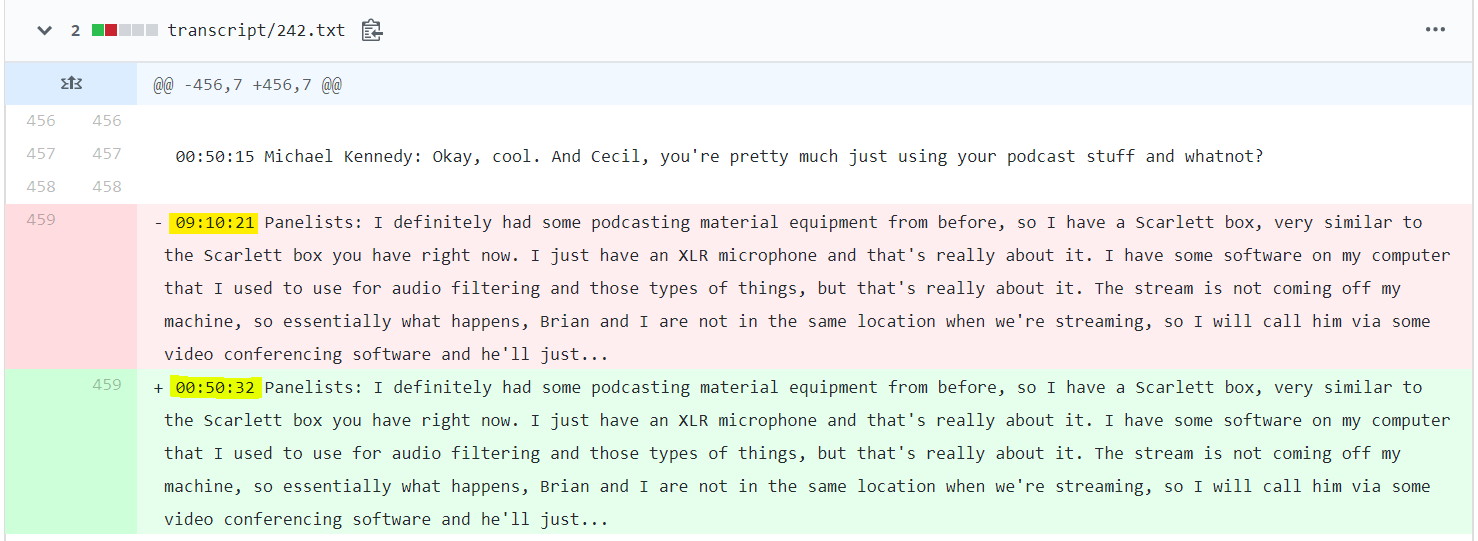 2 transcript/242.txt ...
@@ -456,7 +456,7 @@
456 456
457 457 00:50:15 Michael Kennedy: Okay, cool. And Cecil, you're pretty much just using your podcast stuff and whatnot?
458 458
459 - 09:10:21 Panelists: I definitely had some podcasting material equipment from before, so I have a Scarlett box, very similar to
the Scarlett box you have right now. I just have an XLR microphone and that's really about it. I have some software on my computer
that I used to use for audio filtering and those types of things, but that's really about it. The stream is not coming off my
machine, so essentially what happens, Brian and I are not in the same location when we're streaming, so I will call him via some
video conferencing software and he'll just...
459 + 00:50:32 Panelists: I definitely had some podcasting material equipment from before, so I have a Scarlett box, very similar to
the Scarlett box you have right now. I just have an XLR microphone and that's really about it. I have some software on my computer
that I used to use for audio filtering and those types of things, but that's really about it. The stream is not coming off my
machine, so essentially what happens, Brian and I are not in the same location when we're streaming, so I will call him via some
video conferencing software and he'll just...